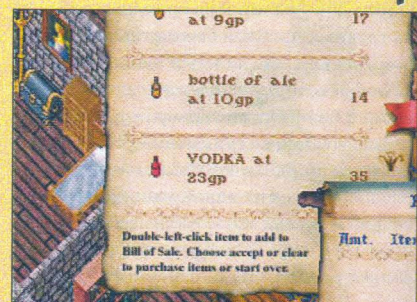 at 9gp 17
bottle of ale
at 10gp 14
VODKA at
23gp 35
Double-left-click item to add to
Bill of Sale. Choose accept or clear
to purchase items or start over.
Amt. Ite